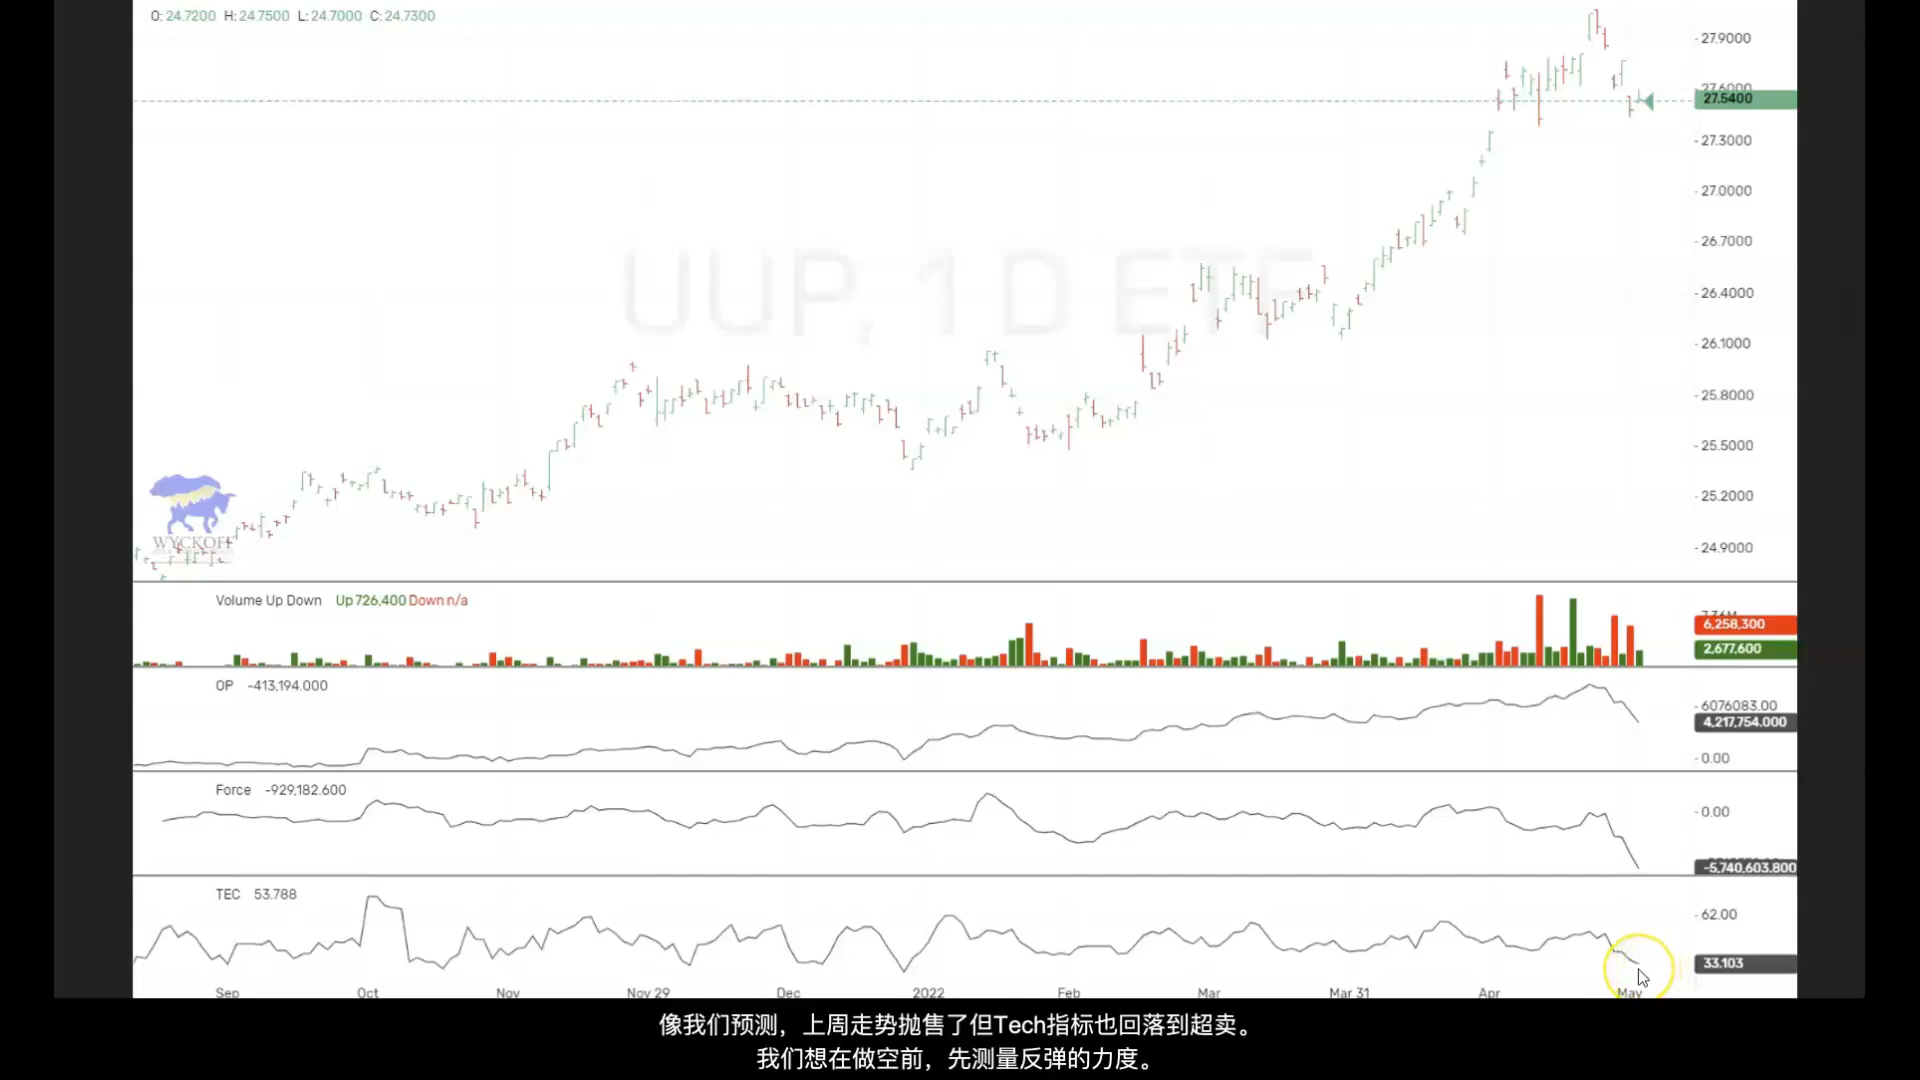 O: 24.7200 H: 24.7500 L: 24.7000 C: 24.7300
27.9000
27.6000
27.5400
27.3000
27.0000
26.7000
26.4000
26.1000
25.8000
25.5000
25.2000
24.9000
UUP, 1 D ETF
WYCKOFF
Volume Up Down Up 726,400 Down n/a
6,258,300
2,677,600
OP -413,194.000
6076083.00
4,217,754.000
0.00
Force -929,182.600
0.00
-5,740,603.800
TEC 53.788
62.00
33.103
Sep Oct Nov Nov 29 Dec 2022 Feb Mar Mar 31 Apr May
像我们预测，上周走势抛售了但Tech指标也回落到超卖。
我们想在做空前，先测量反弹的力度。